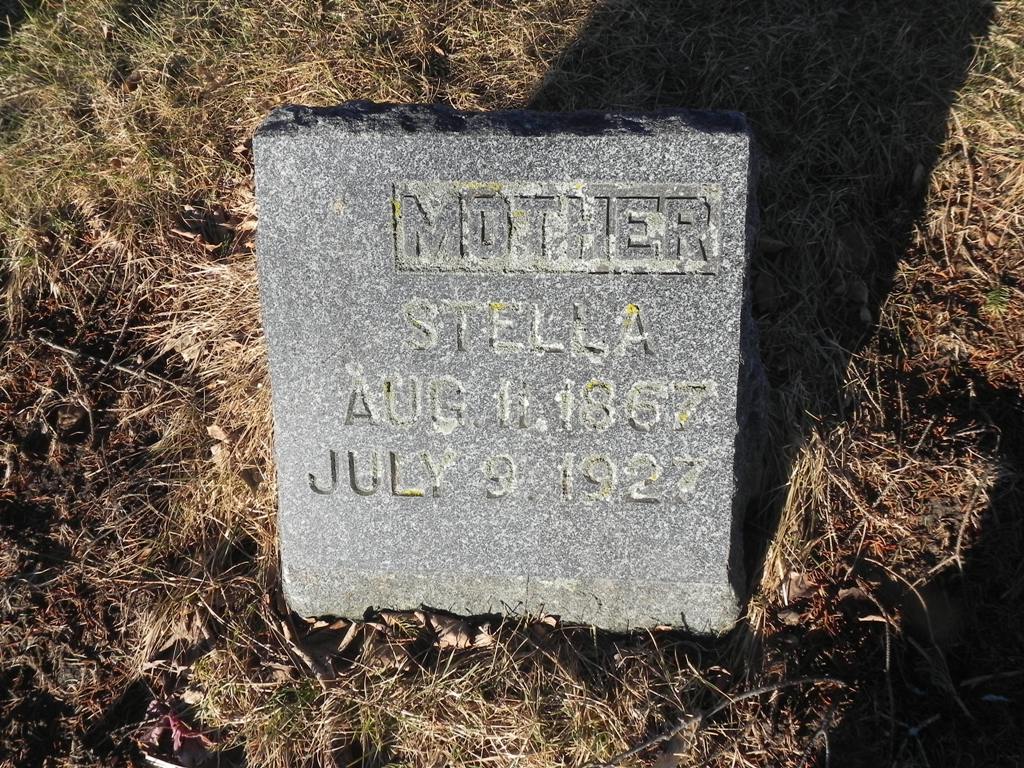 MOTHER
STELLA
AUG. 11. 1867
JULY 9. 1927